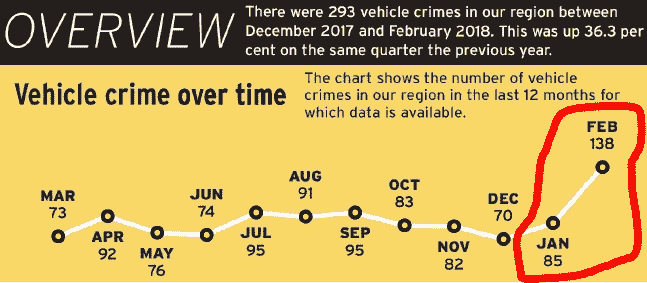 OVERVIEW
There were 293 vehicle crimes in our region between
December 2017 and February 2018. This was up 36.3 per
cent on the same quarter the previous year.
Vehicle crime over time
The chart shows the number of vehicle
crimes in our region in the last 12 months for
which data is available.
MAR
73
APR
92
MAY
76
JUN
74
JUL
95
AUG
91
SEP
95
OCT
83
NOV
82
DEC
70
JAN
85
FEB
138